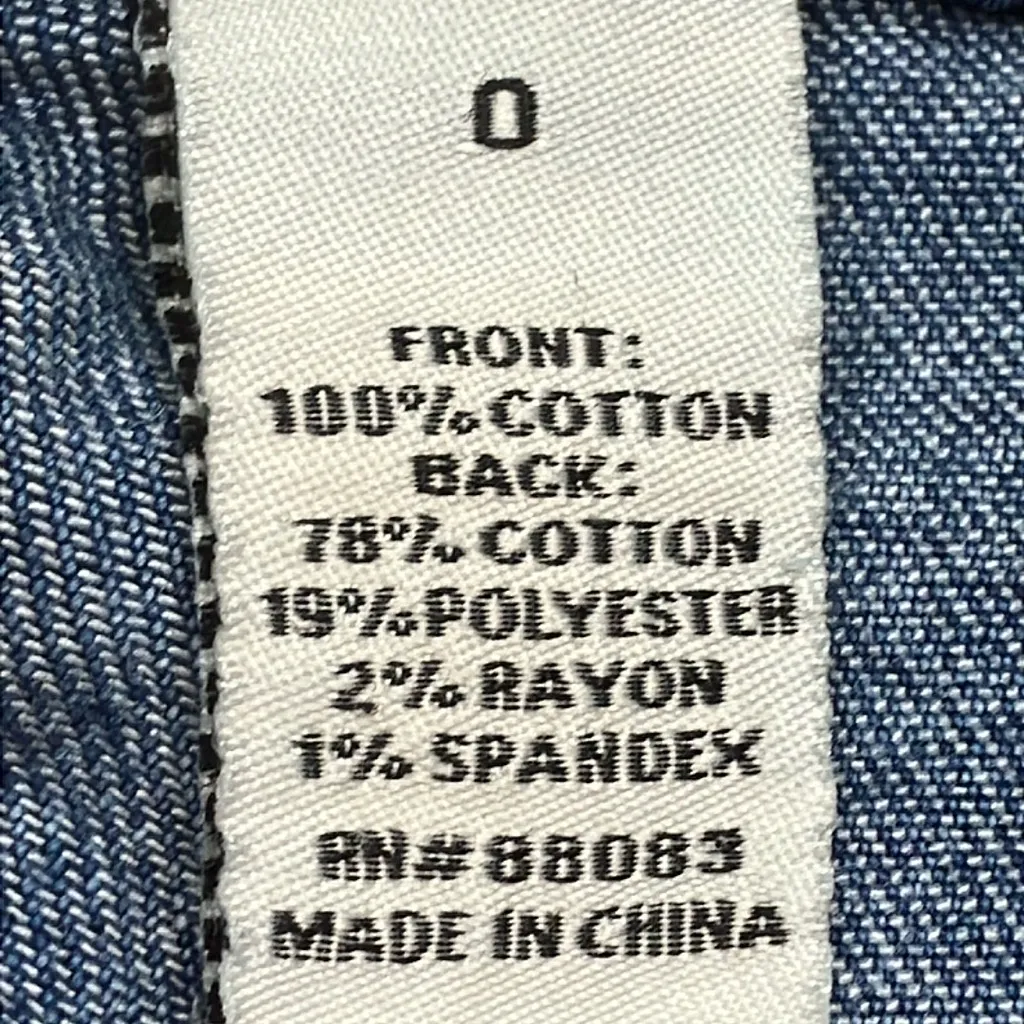 0
FRONT:
100% COTTON
BACK:
78% COTTON
19% POLYESTER
2% RAYON
1% SPANDEX
RN#88083
MADE IN CHINA